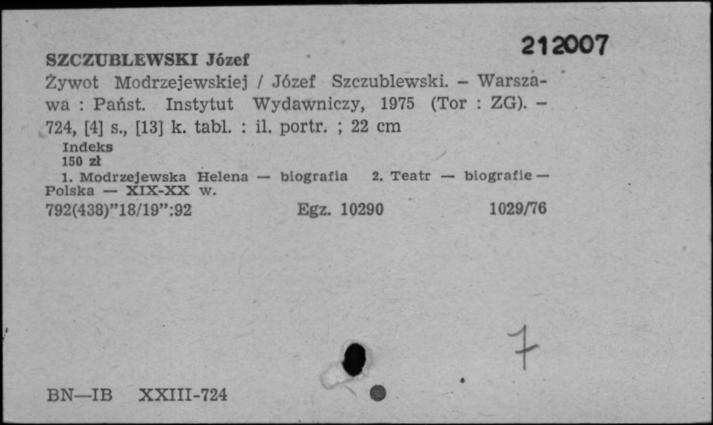 212007
SZCZUBLEWSKI Józef
Żywot Modrzejewskiej / Józef Szczublewski. – Warsza-
wa : Państ. Instytut Wydawniczy, 1975 (Tor : ZG). –
724, [4] s., [13] k. tabl. : il. portr. ; 22 cm
Indeks
150 zł
1. Modrzejewska Helena — biografia 2. Teatr — biografie —
Polska — XIX-XX w.
792(438)”18/19”:92 Egz. 10290 1029/76
7
BN—IB XXIII-724